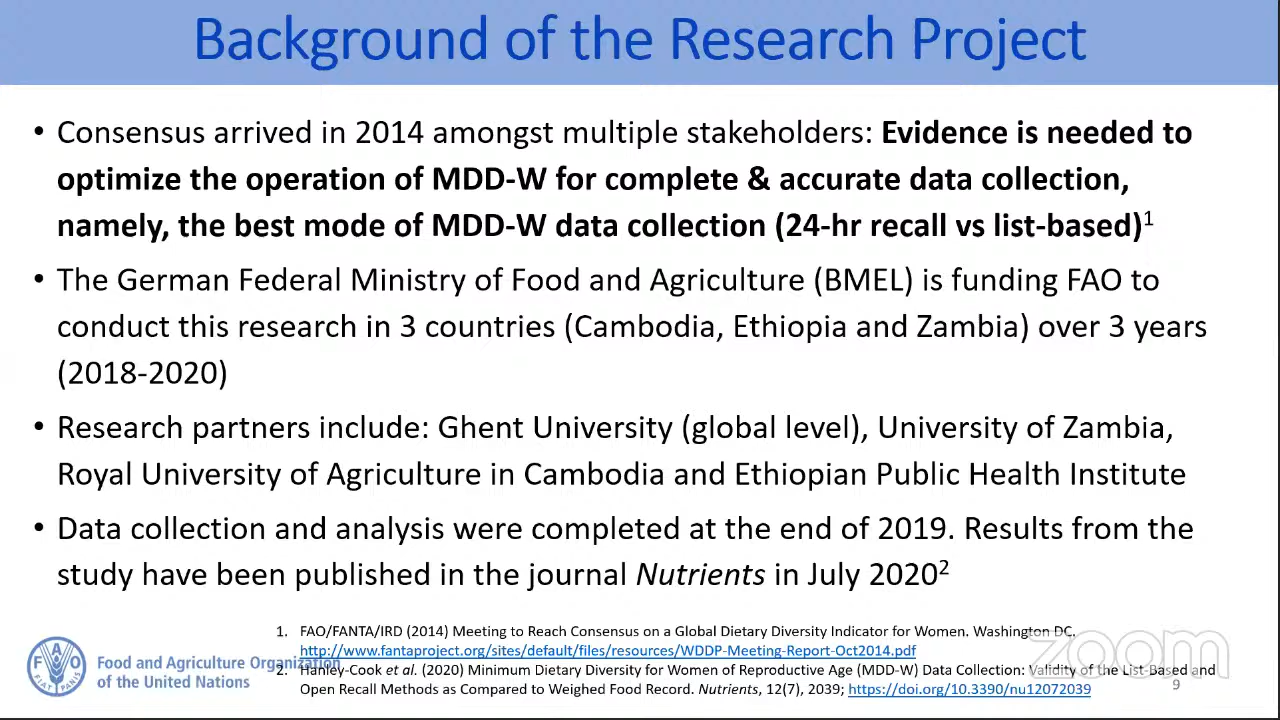 Background of the Research Project
• Consensus arrived in 2014 amongst multiple stakeholders: Evidence is needed to
optimize the operation of MDD-W for complete & accurate data collection,
namely, the best mode of MDD-W data collection (24-hr recall vs list-based)1
• The German Federal Ministry of Food and Agriculture (BMEL) is funding FAO to
conduct this research in 3 countries (Cambodia, Ethiopia and Zambia) over 3 years
(2018-2020)
• Research partners include: Ghent University (global level), University of Zambia,
Royal University of Agriculture in Cambodia and Ethiopian Public Health Institute
• Data collection and analysis were completed at the end of 2019. Results from the
study have been published in the journal Nutrients in July 20202
1. FAO/FANTA/IRD (2014) Meeting to Reach Consensus on a Global Dietary Diversity Indicator for Women. Washington DC.
http://www.fantaproject.org/sites/default/files/resources/WDDP-Meeting-Report-Oct2014.pdf
2. Hanley-Cook et al. (2020) Minimum Dietary Diversity for Women of Reproductive Age (MDD-W) Data Collection: Validity of the List-Based and
Open Recall Methods as Compared to Weighed Food Record. Nutrients, 12(7), 2039; https://doi.org/10.3390/nu12072039
FAO
FIAT PANIS
Food and Agriculture Organization
of the United Nations
zoom
9